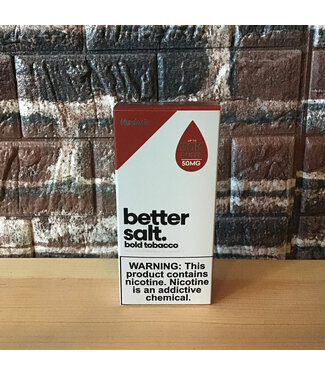 50MG
better
salt.
bold tobacco
WARNING: This
product contains
nicotine. Nicotine
is an addictive
chemical.